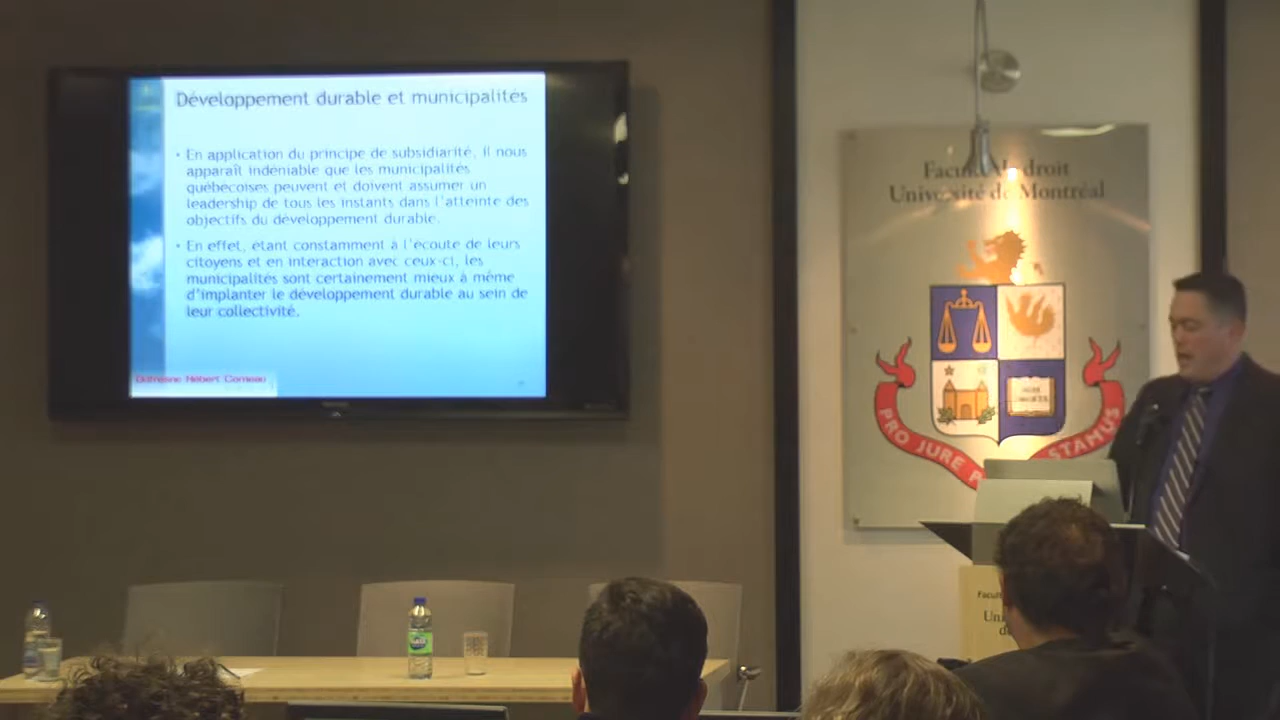 Développement durable et municipalités
• En application du principe de subsidiarité, il nous
apparaît indéniable que les municipalités
québecoises peuvent et doivent assumer un
leadership de tous les instants dans l'atteinte des
objectifs du développement durable.
• En effet, étant constamment à l'écoute de leurs
citoyens et en interaction avec ceux-ci, les
municipalités sont certainement mieux à même
d'implanter le développement durable au sein de
leur collectivité.
Dufresne Hébert Comeau
droit
Université de Montréal
PRO JURE
STANUS